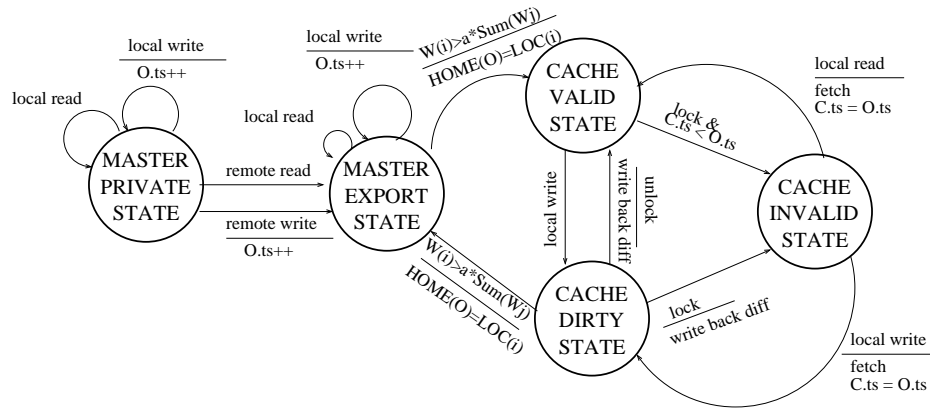 local write
O.ts++
local read
MASTER
PRIVATE
STATE
remote read
remote write
O.ts++
local write
O.ts++
local read
MASTER
EXPORT
STATE
W(i)>a*Sum(Wj)
HOME(O)=LOC(i)
CACHE
VALID
STATE
lock &
C.ts < O.ts
local read
fetch
C.ts = O.ts
CACHE
INVALID
STATE
local write
unlock
write back diff
W(i)>a*Sum(Wj)
HOME(O)=LOC(i)
CACHE
DIRTY
STATE
lock
write back diff
local write
fetch
C.ts = O.ts